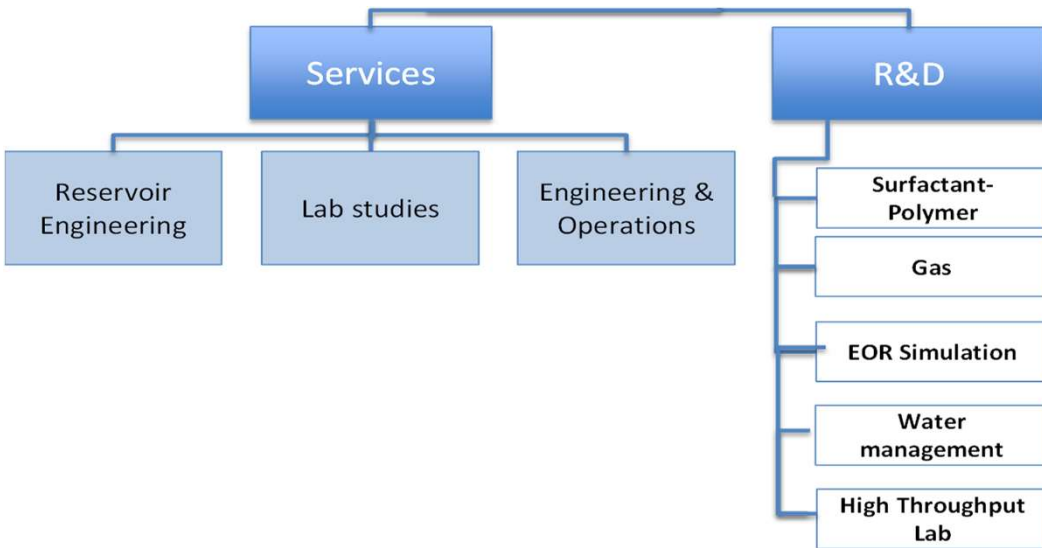 Services
R&D
Reservoir
Engineering
Lab studies
Engineering &
Operations
Surfactant-
Polymer
Gas
EOR Simulation
Water
management
High Throughput
Lab